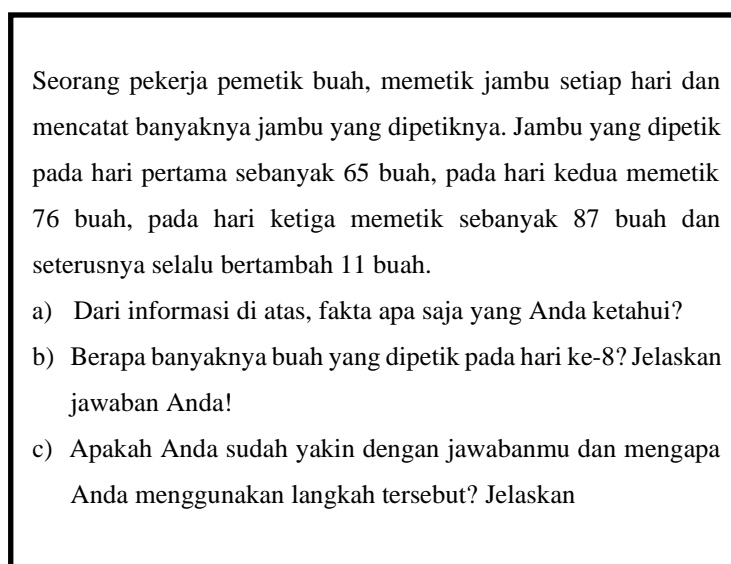 Seorang pekerja pemetik buah, memetik jambu setiap hari dan
mencatat banyaknya jambu yang dipetiknya. Jambu yang dipetik
pada hari pertama sebanyak 65 buah, pada hari kedua memetik
76 buah, pada hari ketiga memetik sebanyak 87 buah dan
seterusnya selalu bertambah 11 buah.
a) Dari informasi di atas, fakta apa saja yang Anda ketahui?
b) Berapa banyaknya buah yang dipetik pada hari ke-8? Jelaskan
jawaban Anda!
c) Apakah Anda sudah yakin dengan jawabanmu dan mengapa
Anda menggunakan langkah tersebut? Jelaskan